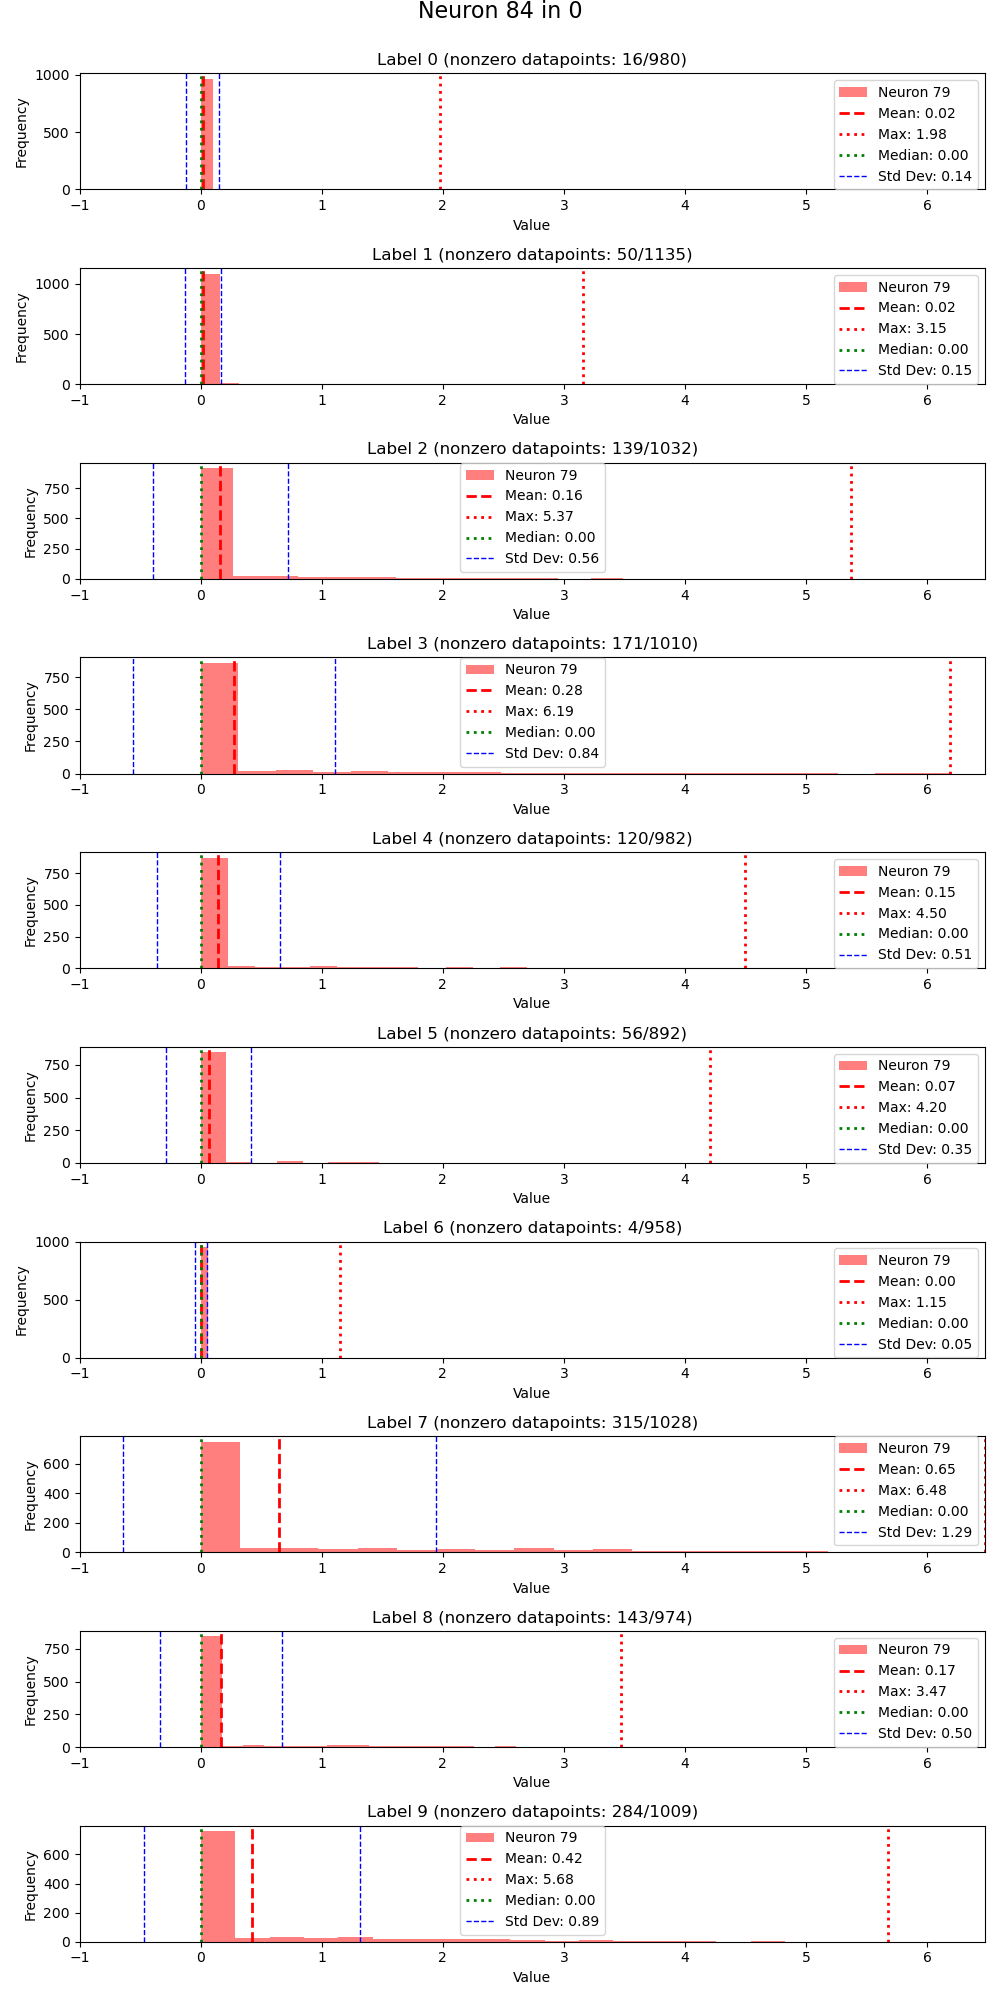 Neuron 84 in 0
Label 0 (nonzero datapoints: 16/980)
1000
500
0
Frequency
Neuron 79
Mean: 0.02
Max: 1.98
Median: 0.00
Std Dev: 0.14
−1 0 1 2 3 4 5 6
Value
Label 1 (nonzero datapoints: 50/1135)
1000
500
0
Frequency
Neuron 79
Mean: 0.02
Max: 3.15
Median: 0.00
Std Dev: 0.15
−1 0 1 2 3 4 5 6
Value
Label 2 (nonzero datapoints: 139/1032)
750
500
250
0
Frequency
Neuron 79
Mean: 0.16
Max: 5.37
Median: 0.00
Std Dev: 0.56
−1 0 1 2 3 4 5 6
Value
Label 3 (nonzero datapoints: 171/1010)
750
500
250
0
Frequency
Neuron 79
Mean: 0.28
Max: 6.19
Median: 0.00
Std Dev: 0.84
−1 0 1 2 3 4 5 6
Value
Label 4 (nonzero datapoints: 120/982)
750
500
250
0
Frequency
Neuron 79
Mean: 0.15
Max: 4.50
Median: 0.00
Std Dev: 0.51
−1 0 1 2 3 4 5 6
Value
Label 5 (nonzero datapoints: 56/892)
750
500
250
0
Frequency
Neuron 79
Mean: 0.07
Max: 4.20
Median: 0.00
Std Dev: 0.35
−1 0 1 2 3 4 5 6
Value
Label 6 (nonzero datapoints: 4/958)
1000
500
0
Frequency
Neuron 79
Mean: 0.00
Max: 1.15
Median: 0.00
Std Dev: 0.05
−1 0 1 2 3 4 5 6
Value
Label 7 (nonzero datapoints: 315/1028)
600
400
200
0
Frequency
Neuron 79
Mean: 0.65
Max: 6.48
Median: 0.00
Std Dev: 1.29
−1 0 1 2 3 4 5 6
Value
Label 8 (nonzero datapoints: 143/974)
750
500
250
0
Frequency
Neuron 79
Mean: 0.17
Max: 3.47
Median: 0.00
Std Dev: 0.50
−1 0 1 2 3 4 5 6
Value
Label 9 (nonzero datapoints: 284/1009)
600
400
200
0
Frequency
Neuron 79
Mean: 0.42
Max: 5.68
Median: 0.00
Std Dev: 0.89
−1 0 1 2 3 4 5 6
Value